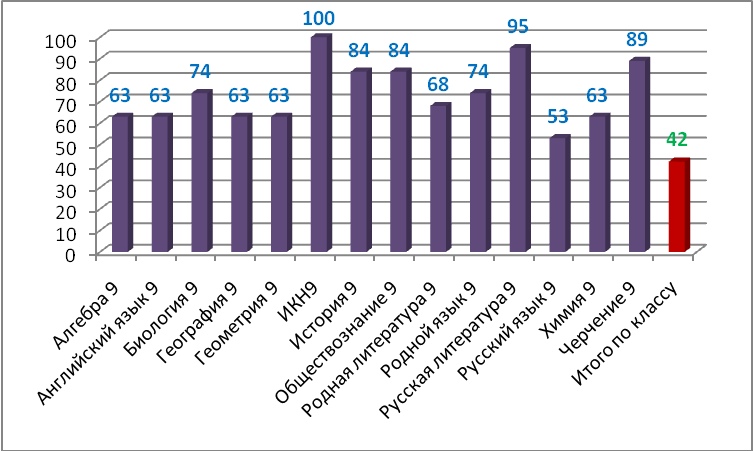 100
90
80
70
60
50
40
30
20
10
0
63
63
74
63
63
100
84
84
68
74
95
53
63
89
42
Алгебра 9
Английский язык 9
Биология 9
География 9
Геометрия 9
ИКН9
История 9
Обществознание 9
Родная литература 9
Родной язык 9
Русская литература 9
Русский язык 9
Химия 9
Черчение 9
Итого по классу